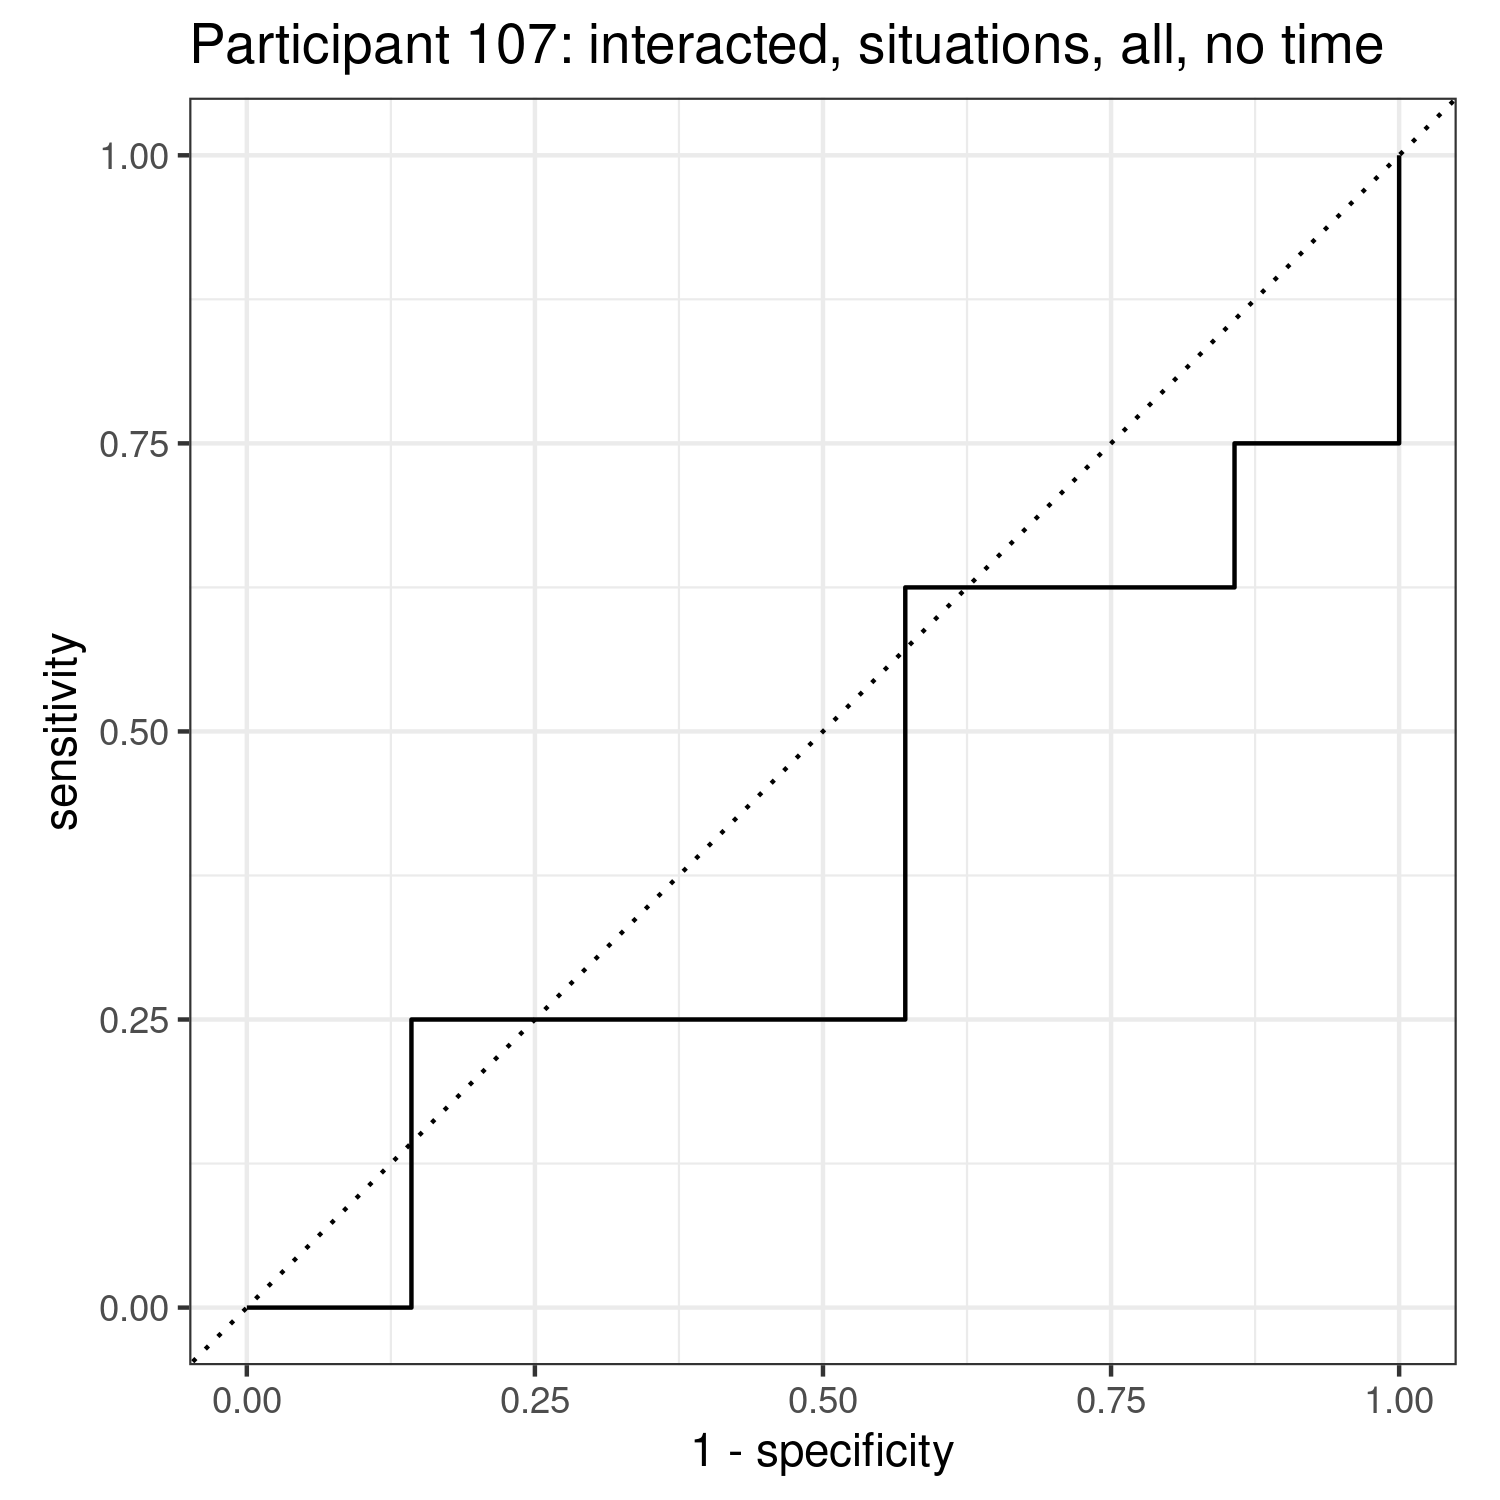 Participant 107: interacted, situations, all, no time
sensitivity
1.00
0.75
0.50
0.25
0.00
0.00 0.25 0.50 0.75 1.00
1 - specificity